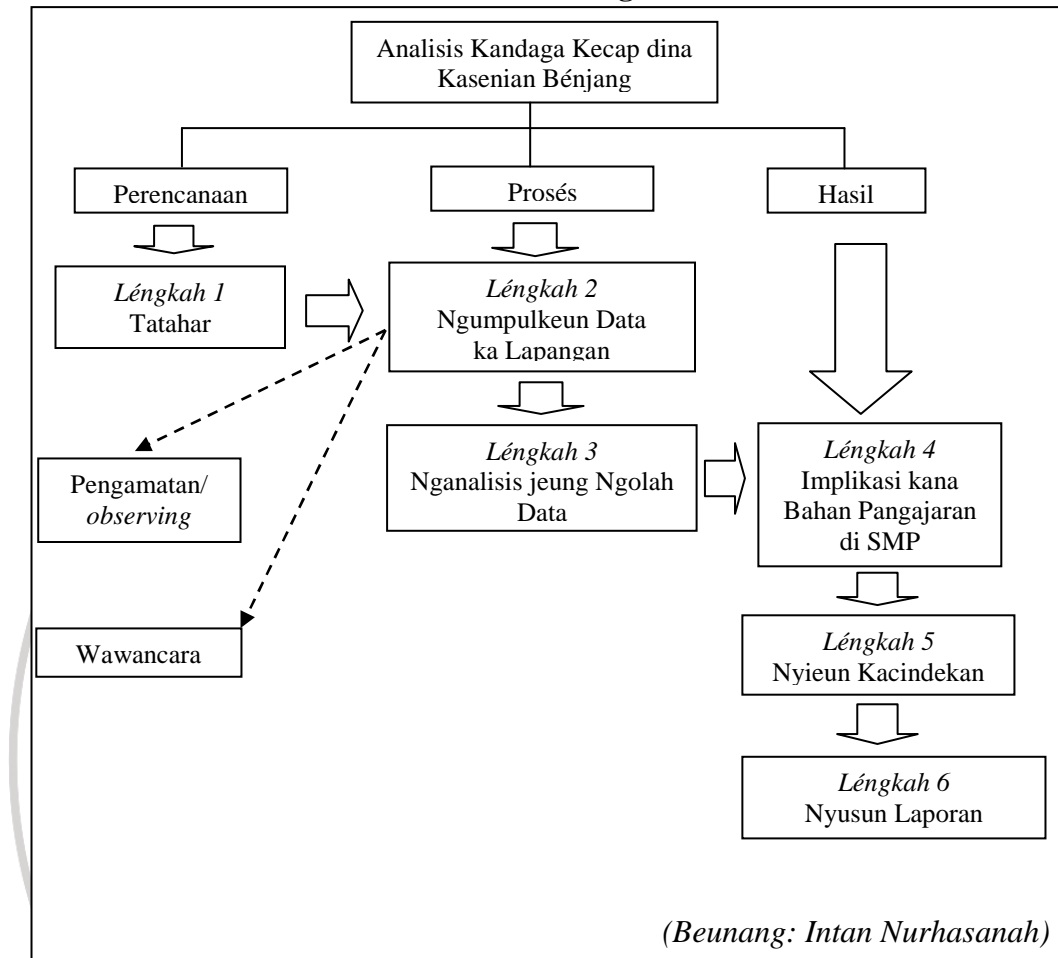 Analisis Kandaga Kecap dina
Kasenian Bénjang
Perencanaan
Prosés
Hasil
Léngkah 1
Tatahar
Léngkah 2
Ngumpulkeun Data
ka Lapangan
Léngkah 3
Nganalisis jeung Ngolah
Data
Léngkah 4
Implikasi kana
Bahan Pangajaran
di SMP
Pengamatan/
observing
Wawancara
Léngkah 5
Nyieun Kacindekan
Léngkah 6
Nyusun Laporan
(Beunang: Intan Nurhasanah)